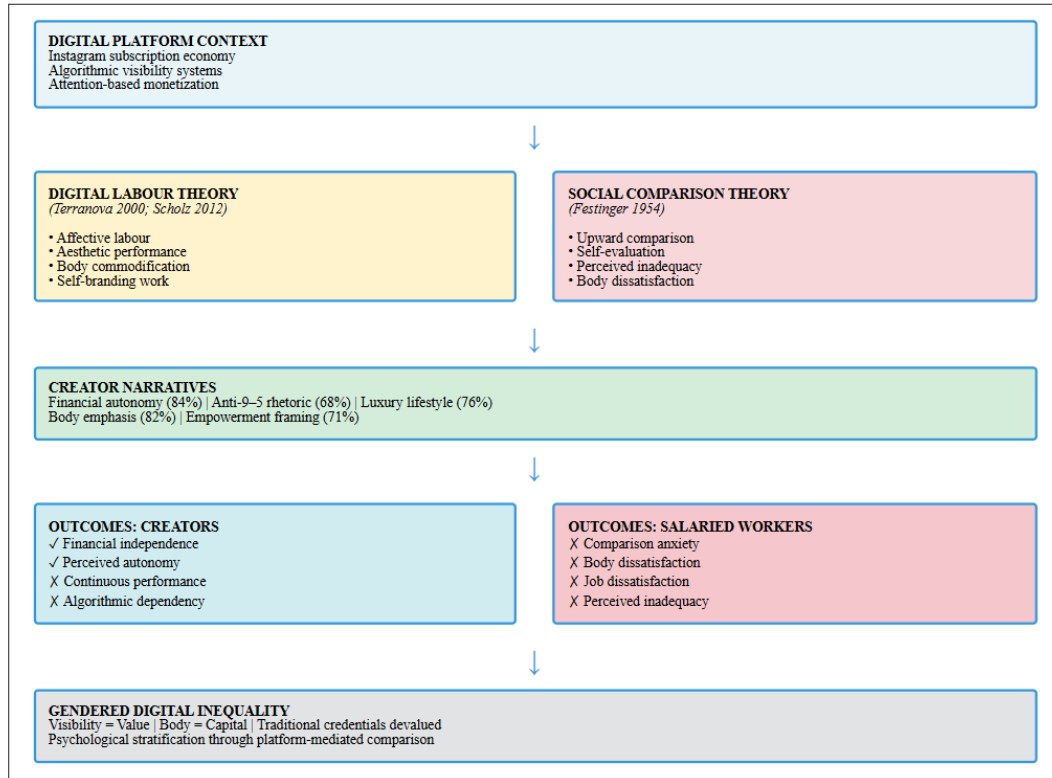 DIGITAL PLATFORM CONTEXT
Instagram subscription economy
Algorithmic visibility systems
Attention-based monetization
↓
DIGITAL LABOUR THEORY
(Terranova 2000; Scholz 2012)
• Affective labour
• Aesthetic performance
• Body commodification
• Self-branding work
SOCIAL COMPARISON THEORY
(Festinger 1954)
• Upward comparison
• Self-evaluation
• Perceived inadequacy
• Body dissatisfaction
↓
CREATOR NARRATIVES
Financial autonomy (84%) | Anti-9–5 rhetoric (68%) | Luxury lifestyle (76%)
Body emphasis (82%) | Empowerment framing (71%)
↓
OUTCOMES: CREATORS
✓ Financial independence
✓ Perceived autonomy
✗ Continuous performance
✗ Algorithmic dependency
OUTCOMES: SALARIED WORKERS
✗ Comparison anxiety
✗ Body dissatisfaction
✗ Job dissatisfaction
✗ Perceived inadequacy
↓
GENDERED DIGITAL INEQUALITY
Visibility = Value | Body = Capital | Traditional credentials devalued
Psychological stratification through platform-mediated comparison